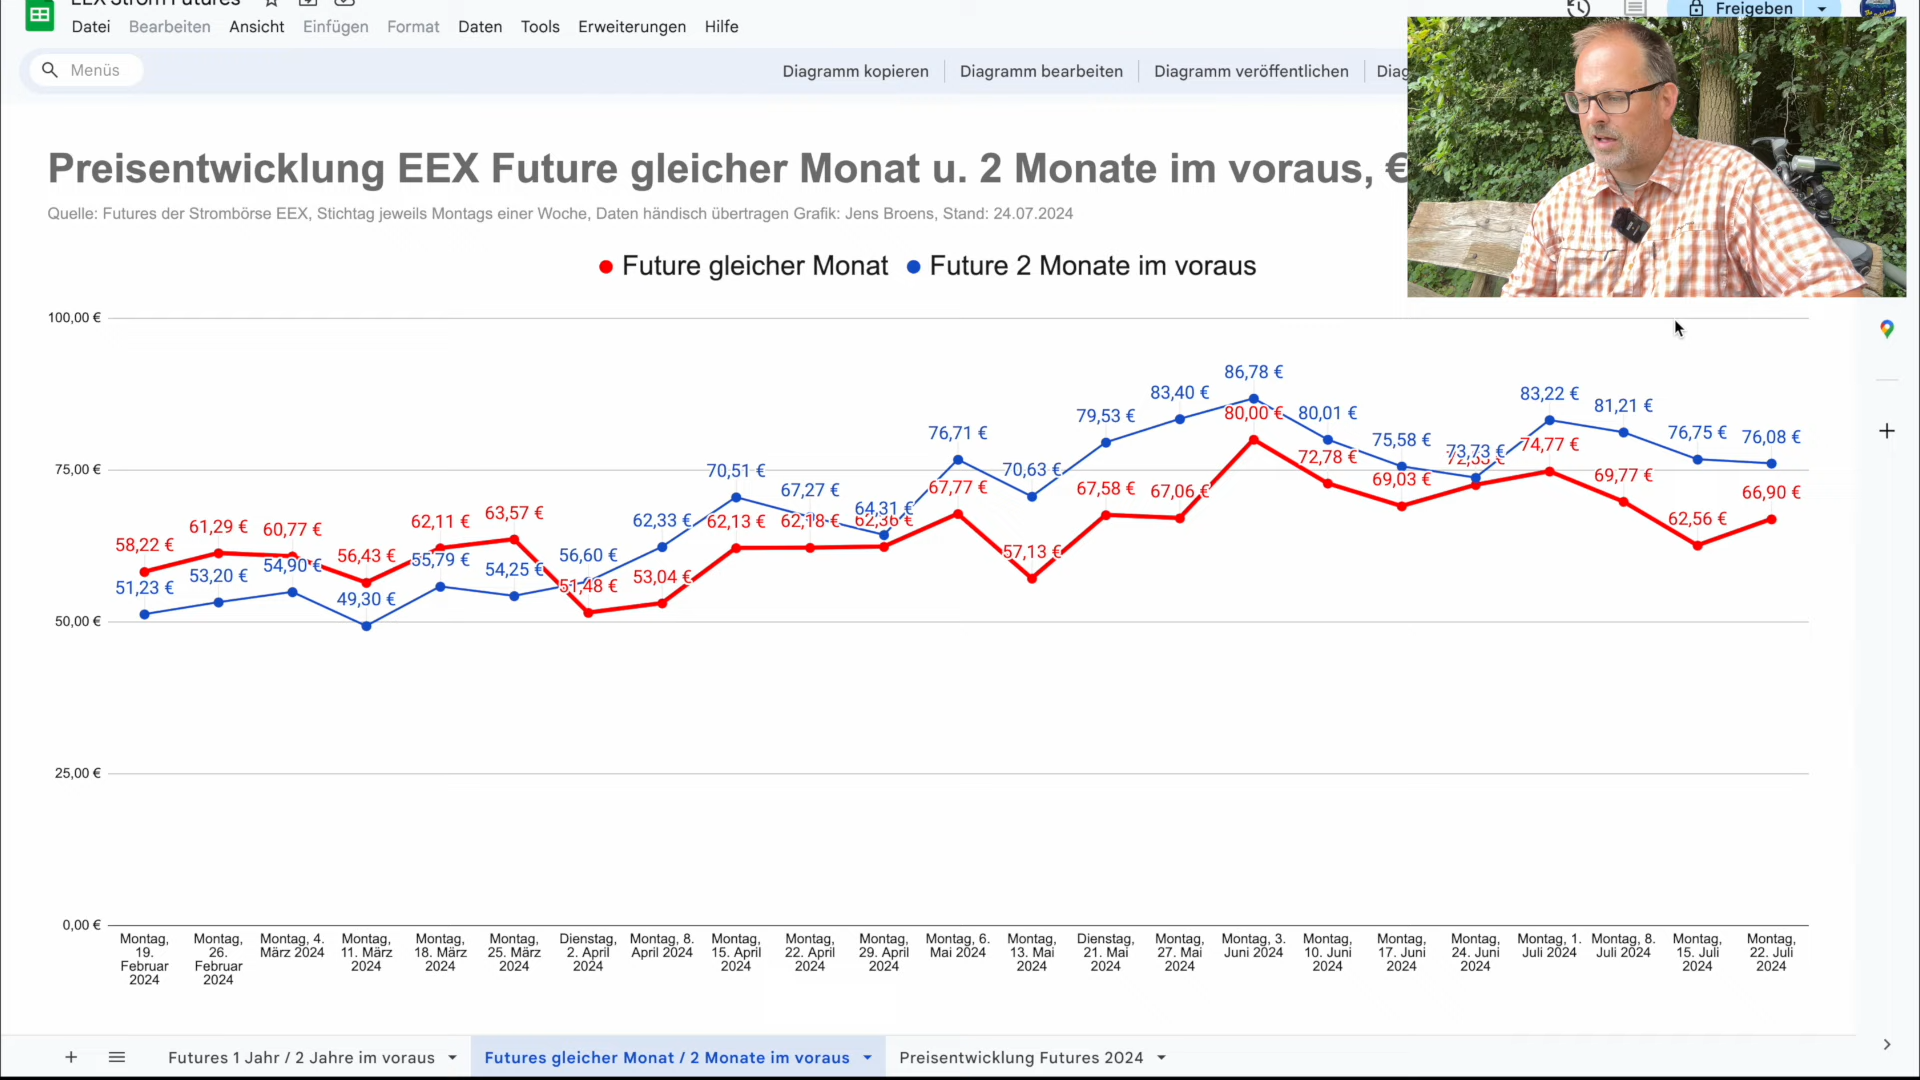 EEX Strom Futures
Datei Bearbeiten Ansicht Einfügen Format Daten Tools Erweiterungen Hilfe
Freigeben
Menüs
Diagramm kopieren Diagramm bearbeiten Diagramm veröffentlichen Diag
Preisentwicklung EEX Future gleicher Monat u. 2 Monate im voraus, €
Quelle: Futures der Strombörse EEX, Stichtag jeweils Montags einer Woche, Daten händisch übertragen Grafik: Jens Broens, Stand: 24.07.2024
Future gleicher Monat Future 2 Monate im voraus
100,00 €
75,00 €
50,00 €
25,00 €
0,00 €
58,22 € 61,29 € 60,77 € 56,43 € 62,11 € 63,57 € 51,48 € 53,04 € 62,13 € 62,18 € 62,36 € 67,77 € 57,13 € 67,58 € 67,06 € 80,00 € 72,78 € 69,03 € 74,77 € 69,77 € 62,56 € 66,90 €
51,23 € 53,20 € 54,90 € 49,30 € 55,79 € 54,25 € 56,60 € 62,33 € 70,51 € 67,27 € 64,31 € 76,71 € 70,63 € 79,53 € 83,40 € 86,78 € 80,01 € 75,58 € 73,73 € 83,22 € 81,21 € 76,75 € 76,08 €
Montag, 19. Februar 2024
Montag, 26. Februar 2024
Montag, 4. März 2024
Montag, 11. März 2024
Montag, 18. März 2024
Montag, 25. März 2024
Dienstag, 2. April 2024
Montag, 8. April 2024
Montag, 15. April 2024
Montag, 22. April 2024
Montag, 29. April 2024
Montag, 6. Mai 2024
Montag, 13. Mai 2024
Dienstag, 21. Mai 2024
Montag, 27. Mai 2024
Montag, 3. Juni 2024
Montag, 10. Juni 2024
Montag, 17. Juni 2024
Montag, 24. Juni 2024
Montag, 1. Juli 2024
Montag, 8. Juli 2024
Montag, 15. Juli 2024
Montag, 22. Juli 2024
Futures 1 Jahr / 2 Jahre im voraus Futures gleicher Monat / 2 Monate im voraus Preisentwicklung Futures 2024